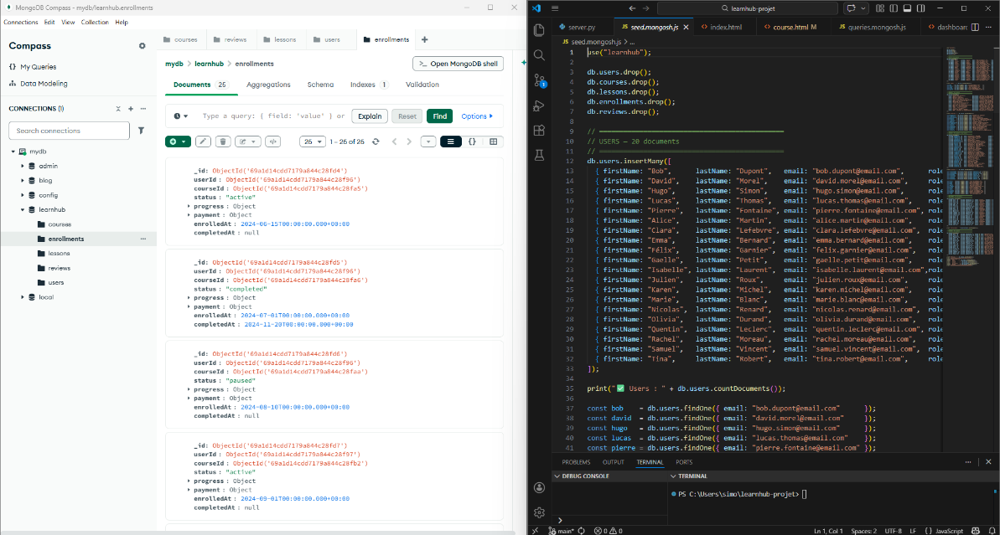 MongoDB Compass - mydb/learnhub.enrollments
Connections Edit View Collection Help
Compass
My Queries
Data Modeling
CONNECTIONS (1)
Search connections
mydb
admin
blog
config
learnhub
courses
enrollments
lessons
reviews
users
local
courses reviews lessons users enrollments
mydb > learnhub > enrollments
Open MongoDB shell
Documents 25 Aggregations Schema Indexes 1 Validation
Type a query: { field: 'value' } or Explain Reset Find Options
25 1 – 25 of 25
_id: ObjectId('69a1d14cdd7179a844c28fd4')
userId: ObjectId('69a1d14cdd7179a844c28f96')
courseId: ObjectId('69a1d14cdd7179a844c28fa5')
status: "active"
progress: Object
payment: Object
enrolledAt: 2024-06-15T00:00:00.000+00:00
completedAt: null
_id: ObjectId('69a1d14cdd7179a844c28fd5')
userId: ObjectId('69a1d14cdd7179a844c28f96')
courseId: ObjectId('69a1d14cdd7179a844c28fa6')
status: "completed"
progress: Object
payment: Object
enrolledAt: 2024-07-01T00:00:00.000+00:00
completedAt: 2024-11-20T00:00:00.000+00:00
_id: ObjectId('69a1d14cdd7179a844c28fd6')
userId: ObjectId('69a1d14cdd7179a844c28f96')
courseId: ObjectId('69a1d14cdd7179a844c28faa')
status: "paused"
progress: Object
payment: Object
enrolledAt: 2024-08-10T00:00:00.000+00:00
completedAt: null
_id: ObjectId('69a1d14cdd7179a844c28fd7')
userId: ObjectId('69a1d14cdd7179a844c28f97')
courseId: ObjectId('69a1d14cdd7179a844c28fb2')
status: "active"
progress: Object
payment: Object
enrolledAt: 2024-09-01T00:00:00.000+00:00
completedAt: null
learnhub-projet
server.py seed.mongosh.js index.html course.html M queries.mongosh.js dashboar
seed.mongosh.js > ...
1 use("learnhub");
2
3 db.users.drop();
4 db.courses.drop();
5 db.lessons.drop();
6 db.enrollments.drop();
7 db.reviews.drop();
8
9 // ══════════════════════════════
10 // USERS — 20 documents
11 // ══════════════════════════════
12 db.users.insertMany([
13 { firstName: "Bob", lastName: "Dupont", email: "bob.dupont@email.com", role
14 { firstName: "David", lastName: "Morel", email: "david.morel@email.com", role
15 { firstName: "Hugo", lastName: "Simon", email: "hugo.simon@email.com", role
16 { firstName: "Lucas", lastName: "Thomas", email: "lucas.thomas@email.com", role
17 { firstName: "Pierre", lastName: "Fontaine", email: "pierre.fontaine@email.com", role
18 { firstName: "Alice", lastName: "Martin", email: "alice.martin@email.com", role
19 { firstName: "Clara", lastName: "Lefebvre", email: "clara.lefebvre@email.com", role
20 { firstName: "Emma", lastName: "Bernard", email: "emma.bernard@email.com", role
21 { firstName: "Félix", lastName: "Garnier", email: "felix.garnier@email.com", role
22 { firstName: "Gaelle", lastName: "Petit", email: "gaelle.petit@email.com", role
23 { firstName: "Isabelle", lastName: "Laurent", email: "isabelle.laurent@email.com", role
24 { firstName: "Julien", lastName: "Roux", email: "julien.roux@email.com", role
25 { firstName: "Karen", lastName: "Michel", email: "karen.michel@email.com", role
26 { firstName: "Marie", lastName: "Blanc", email: "marie.blanc@email.com", role
27 { firstName: "Nicolas", lastName: "Renard", email: "nicolas.renard@email.com", role
28 { firstName: "Olivia", lastName: "Durand", email: "olivia.durand@email.com", role
29 { firstName: "Quentin", lastName: "Leclerc", email: "quentin.leclerc@email.com", role
30 { firstName: "Rachel", lastName: "Moreau", email: "rachel.moreau@email.com", role
31 { firstName: "Samuel", lastName: "Vincent", email: "samuel.vincent@email.com", role
32 { firstName: "Tina", lastName: "Robert", email: "tina.robert@email.com", role
33 ]);
34
35 print("✅ Users : " + db.users.countDocuments());
36
37 const bob = db.users.findOne({ email: "bob.dupont@email.com" });
38 const david = db.users.findOne({ email: "david.morel@email.com" });
39 const hugo = db.users.findOne({ email: "hugo.simon@email.com" });
40 const lucas = db.users.findOne({ email: "lucas.thomas@email.com" });
41 const pierre = db.users.findOne({ email: "pierre.fontaine@email.com" });
PROBLEMS OUTPUT TERMINAL PORTS
DEBUG CONSOLE TERMINAL
PS C:\Users\simo\learnhub-projet>
main* 0 0 Ln 1, Col 1 Spaces: 2 UTF-8 LF {} JavaScript